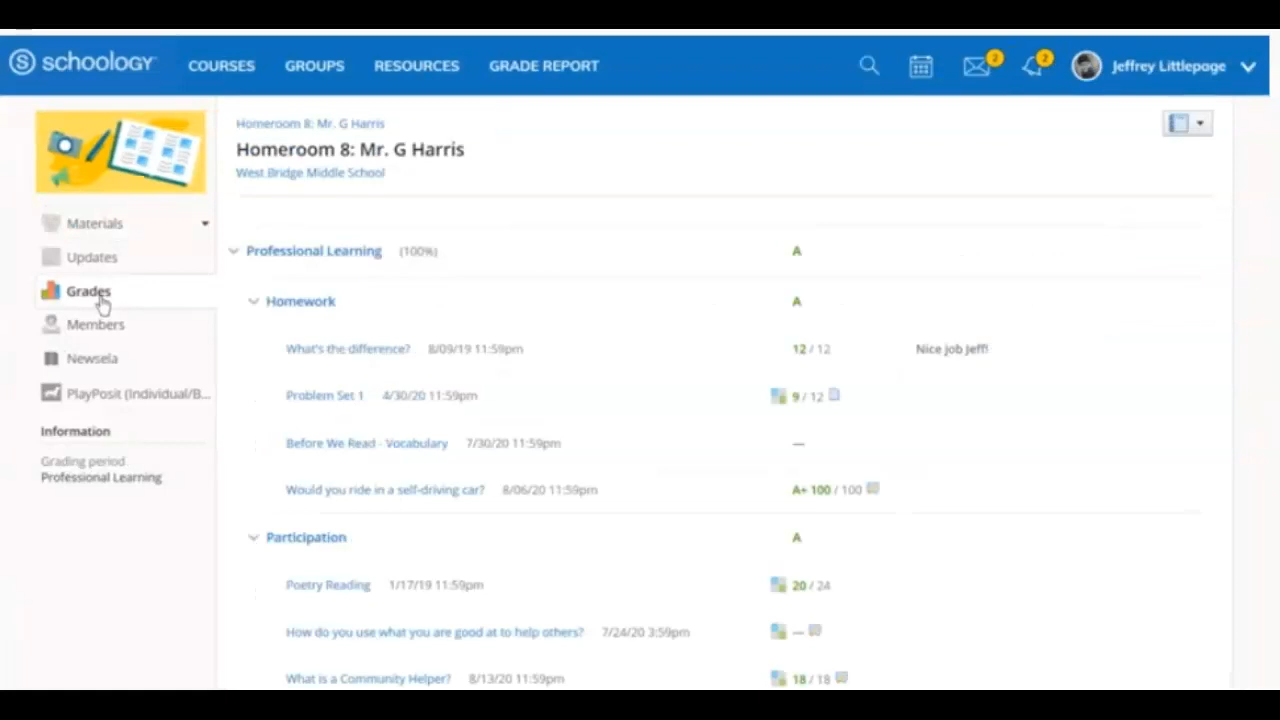 schoology COURSES GROUPS RESOURCES GRADE REPORT 2 2 Jeffrey Littlepage
Homeroom 8: Mr. G Harris
Homeroom 8: Mr. G Harris
West Bridge Middle School
Materials
Updates
Grades
Members
Newsela
PlayPosit (Individual/B...
Information
Grading period
Professional Learning
Professional Learning (100%) A
Homework A
What's the difference? 8/09/19 11:59pm 12 / 12 Nice job Jeff!
Problem Set 1 4/30/20 11:59pm 9 / 12
Before We Read - Vocabulary 7/30/20 11:59pm —
Would you ride in a self-driving car? 8/06/20 11:59pm A+ 100 / 100
Participation A
Poetry Reading 1/17/19 11:59pm 20 / 24
How do you use what you are good at to help others? 7/24/20 3:59pm —
What is a Community Helper? 8/13/20 11:59pm 18 / 18